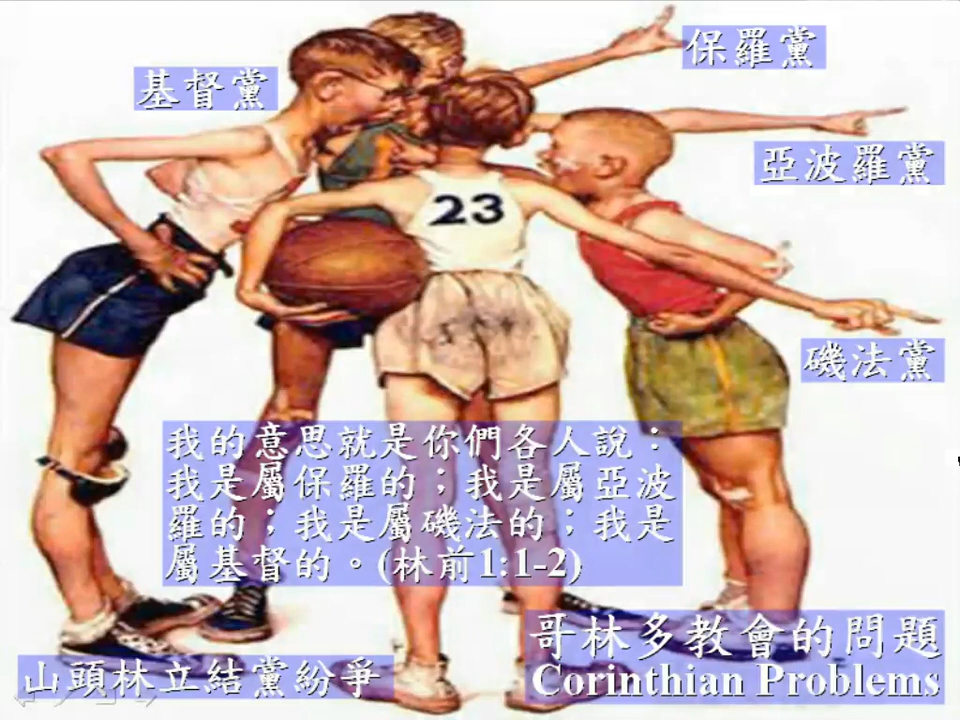 保羅黨
基督黨
亞波羅黨
23
磯法黨
我的意思就是你們各人說：
我是屬保羅的；我是屬亞波
羅的；我是屬磯法的；我是
屬基督的。(林前1:1-2)
哥林多教會的問題
Corinthian Problems
山頭林立結黨紛爭